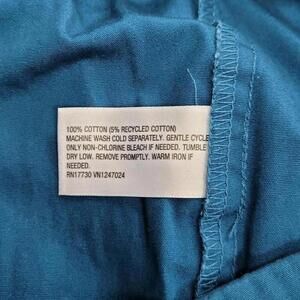 100% COTTON (5% RECYCLED COTTON)
MACHINE WASH COLD SEPARATELY. GENTLE CYCLE
ONLY NON-CHLORINE BLEACH IF NEEDED. TUMBLE
DRY LOW. REMOVE PROMPTLY. WARM IRON IF
NEEDED.
RN17730 VN1247024